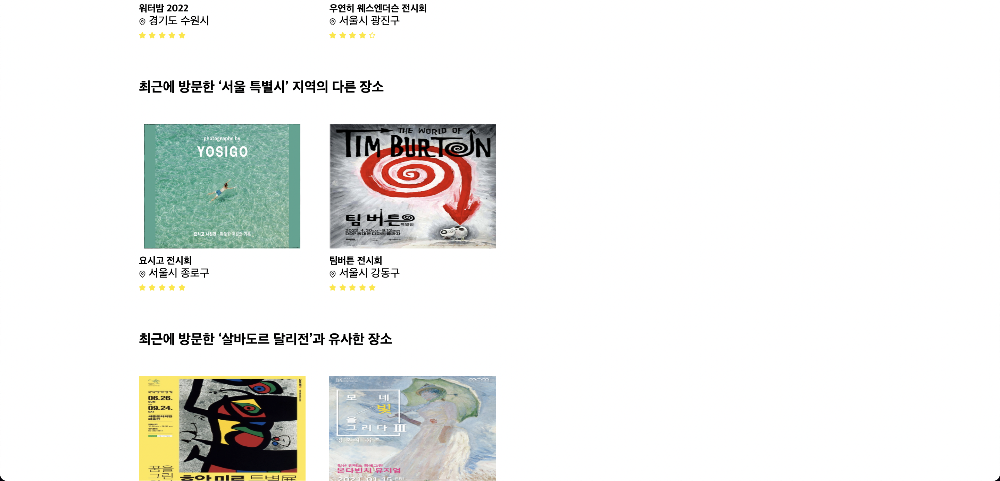 워터밤 2022
경기도 수원시
우연히 웨스엔더슨 전시회
서울시 광진구
최근에 방문한 ‘서울 특별시’ 지역의 다른 장소
photographs by
YOSIGO
요시고 사진전 : 따뜻한 휴일의 기록
THE WORLD OF
TIM BURTON
팀 버튼
특별전
2022.4.30SAT-9.12MON
DDP 동대문디자인플라자
요시고 전시회
서울시 종로구
팀버튼 전시회
서울시 강동구
최근에 방문한 ‘살바도르 달리전’과 유사한 장소
06.26.
SUN
~
09.24.
SAT
세종문화회관
미술관
꿈을
그린
호안 미로 특별展
展
모네
빛
을
그리다 III
영혼의 뮤즈
일산 킨텍스 꿈에그린
본다빈치 뮤지엄
2021.01.15 FRI